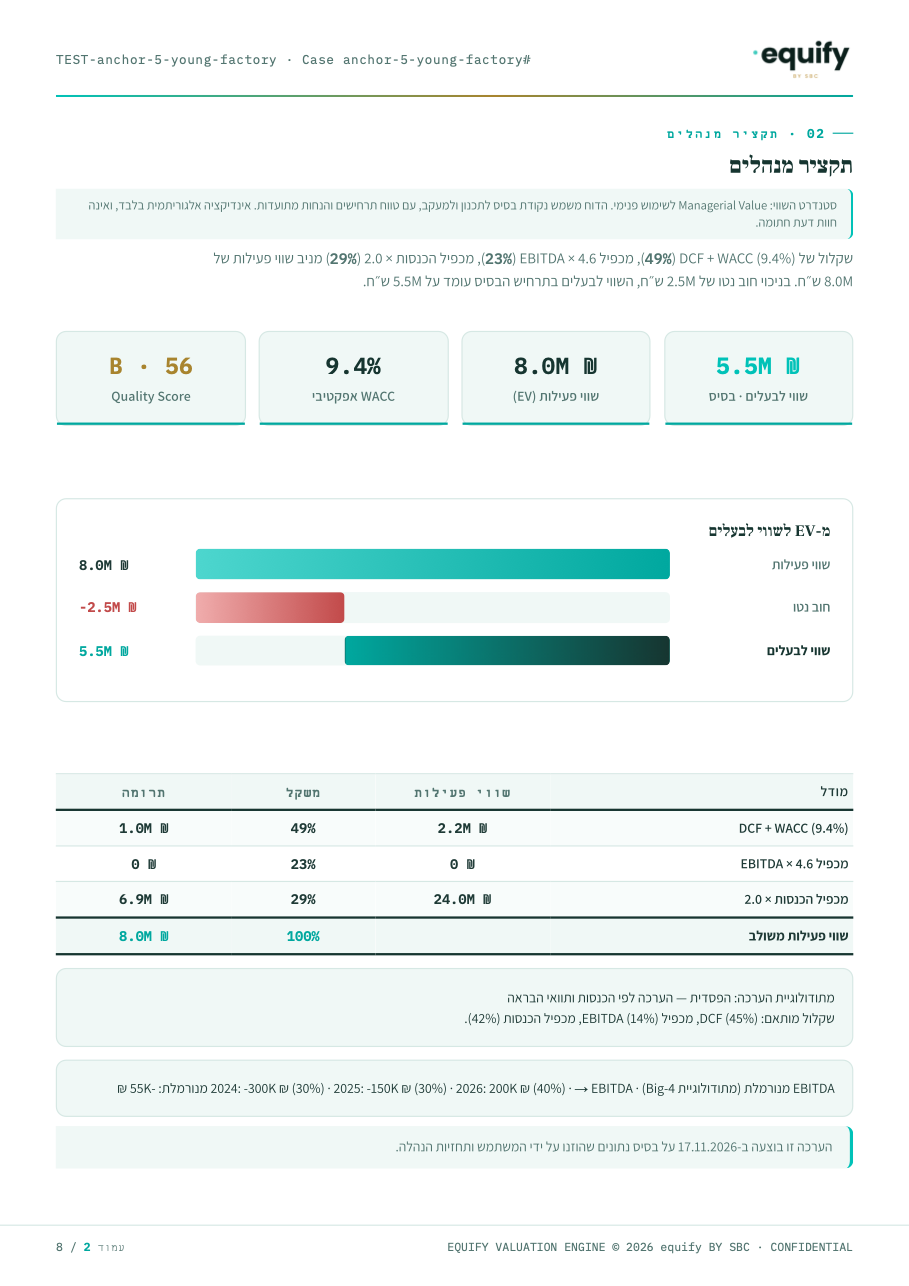 TEST-anchor-5-young-factory · Case anchor-5-young-factory#
equify
BY SBC
02 · תקציר מנהלים
תקציר מנהלים
סטנדרט השווי: Managerial Value לשימוש פנימי. הדוח משמש נקודת בסיס לתכנון ולמעקב, עם טווח תרחישים והנחות מתועדות. אינדיקציה אלגוריתמית בלבד, ואינה
חוות דעת חתומה.
שקלול של DCF + WACC (9.4%) (49%), מכפיל EBITDA × 4.6 (23%), מכפיל הכנסות × 2.0 (29%) מניב שווי פעילות של
8.0M ש״ח. בניכוי חוב נטו של 2.5M ש״ח, השווי לבעלים בתרחיש הבסיס עומד על 5.5M ש״ח.
5.5M ₪
שווי לבעלים · בסיס
8.0M ₪
שווי פעילות (EV)
9.4%
WACC אפקטיבי
B · 56
Quality Score
מ-EV לשווי לבעלים
שווי פעילות 8.0M ₪
חוב נטו -2.5M ₪
שווי לבעלים 5.5M ₪
מודל שווי פעילות משקל תרומה
DCF + WACC (9.4%) 2.2M ₪ 49% 1.0M ₪
מכפיל EBITDA × 4.6 0 ₪ 23% 0 ₪
מכפיל הכנסות × 2.0 24.0M ₪ 29% 6.9M ₪
שווי פעילות משולב 100% 8.0M ₪
מתודולוגיית הערכה: הפסדית — הערכה לפי הכנסות ותוואי הבראה
שקלול מותאם: DCF (45%), מכפיל EBITDA (14%), מכפיל הכנסות (42%).
EBITDA מנורמלת (מתודולוגיית Big-4) · EBITDA → · 2026: 200K ₪ (40%) · 2025: -150K ₪ (30%) · 2024: -300K ₪ (30%) מנורמלת: -55K ₪
הערכה זו בוצעה ב-17.11.2026 על בסיס נתונים שהוזנו על ידי המשתמש ותחזיות הנהלה.
EQUIFY VALUATION ENGINE © 2026 equify BY SBC · CONFIDENTIAL
עמוד 2 / 8